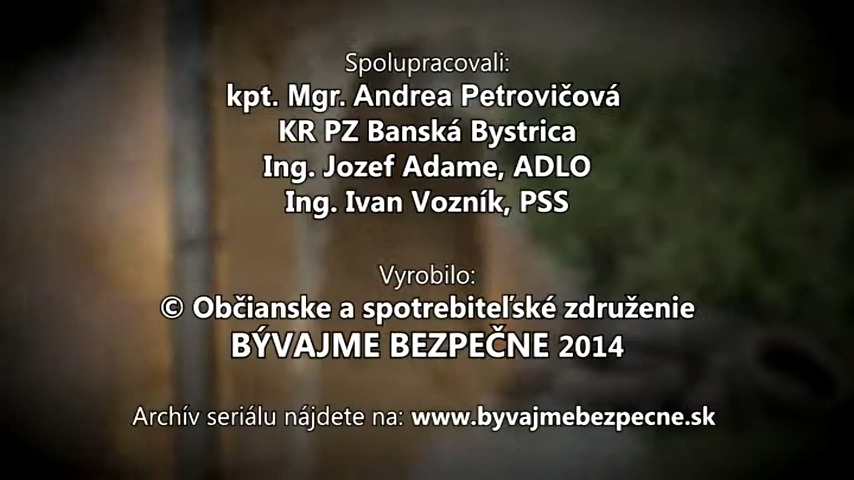 Spolupracovali:
kpt. Mgr. Andrea Petrovičová
KR PZ Banská Bystrica
Ing. Jozef Adame, ADLO
Ing. Ivan Vozník, PSS
Vyrobilo:
© Občianske a spotrebiteľské združenie
BÝVAJME BEZPEČNE 2014
Archív seriálu nájdete na: www.byvajmebezpecne.sk